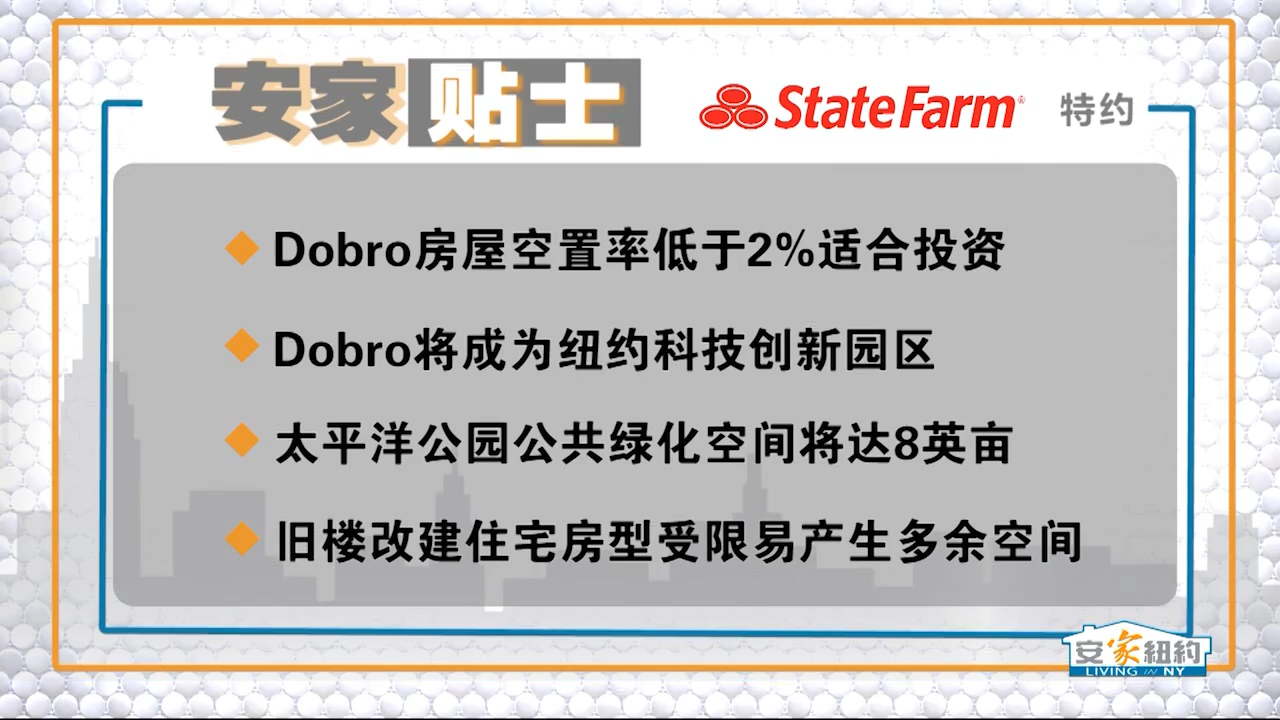 安家贴士 StateFarm® 特约
Dobro房屋空置率低于2%适合投资
Dobro将成为纽约科技创新园区
太平洋公园公共绿化空间将达8英亩
旧楼改建住宅房型受限易产生多余空间
安家紐約
LIVING IN NY